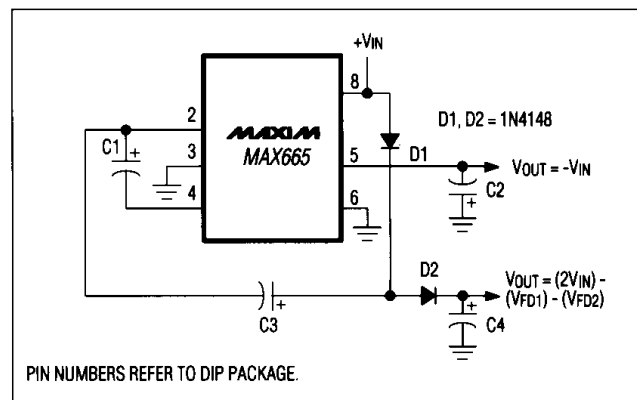 +VIN
8
D1, D2 = 1N4148
2
C1
+
MAXIM
MAX665
D1
3
5
VOUT = -VIN
C2
+
4
6
D2
VOUT = (2VIN) -
(VFD1) - (VFD2)
+
C3
+
C4
PIN NUMBERS REFER TO DIP PACKAGE.